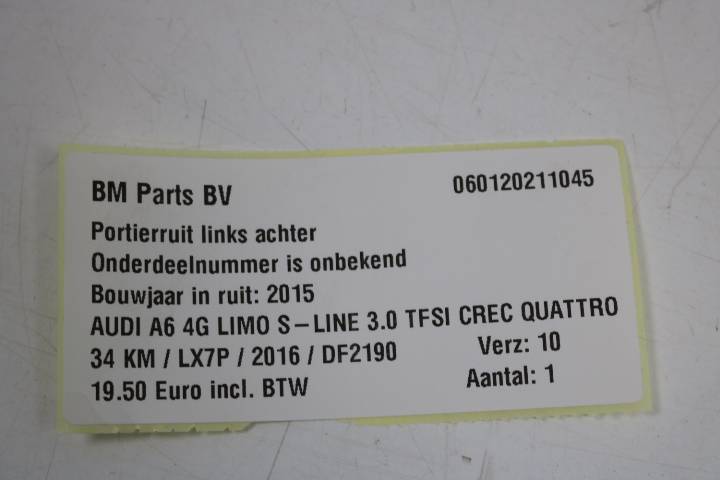 BM Parts BV 060120211045
Portierruit links achter
Onderdeelnummer is onbekend
Bouwjaar in ruit: 2015
AUDI A6 4G LIMO S-LINE 3.0 TFSI CREC QUATTRO
34 KM / LX7P / 2016 / DF2190 Verz: 10
19.50 Euro incl. BTW Aantal: 1